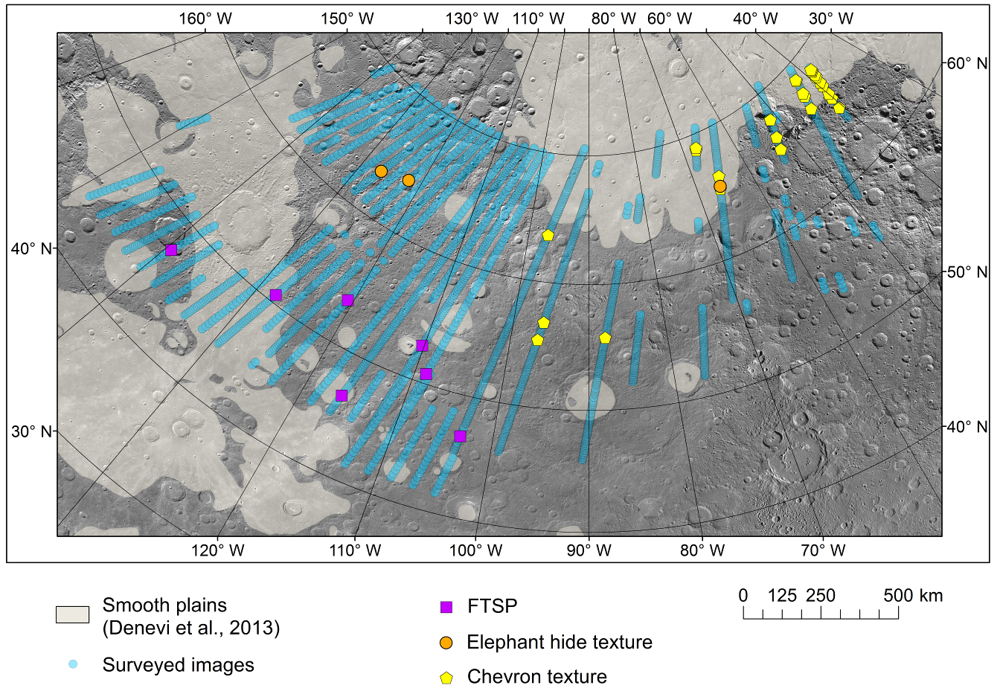 160° W 150° W 130° W 110° W 80° W 60° W 40° W 30° W
60° N
40° N
50° N
30° N
40° N
120° W 110° W 100° W 90° W 80° W 70° W
Smooth plains
(Denevi et al., 2013)
Surveyed images
FTSP
Elephant hide texture
Chevron texture
0 125 250 500 km